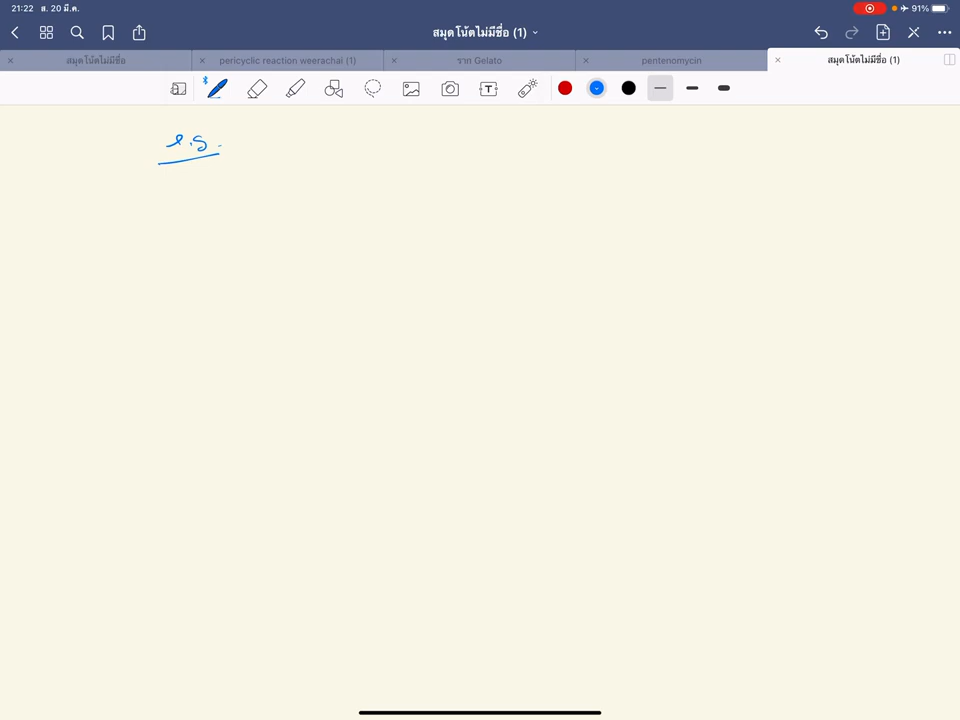 21:22 ส. 20 มี.ค. 91%
สมุดโน้ตไม่มีชื่อ (1)
สมุดโน้ตไม่มีชื่อ pericyclic reaction weerachai (1) ราก Gelato pentenomycin สมุดโน้ตไม่มีชื่อ (1)
T
e.g.